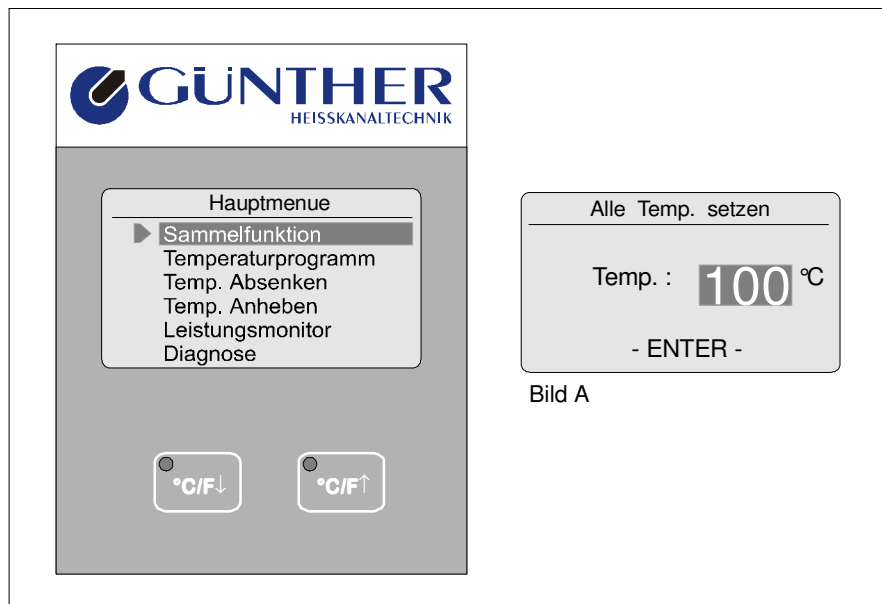 GÜNTHER
HEISSKANALTECHNIK
Hauptmenue
Sammelfunktion
Temperaturprogramm
Temp. Absenken
Temp. Anheben
Leistungsmonitor
Diagnose
°C/F↓
°C/F↑
Alle Temp. setzen
Temp. : 100 °C
- ENTER -
Bild A